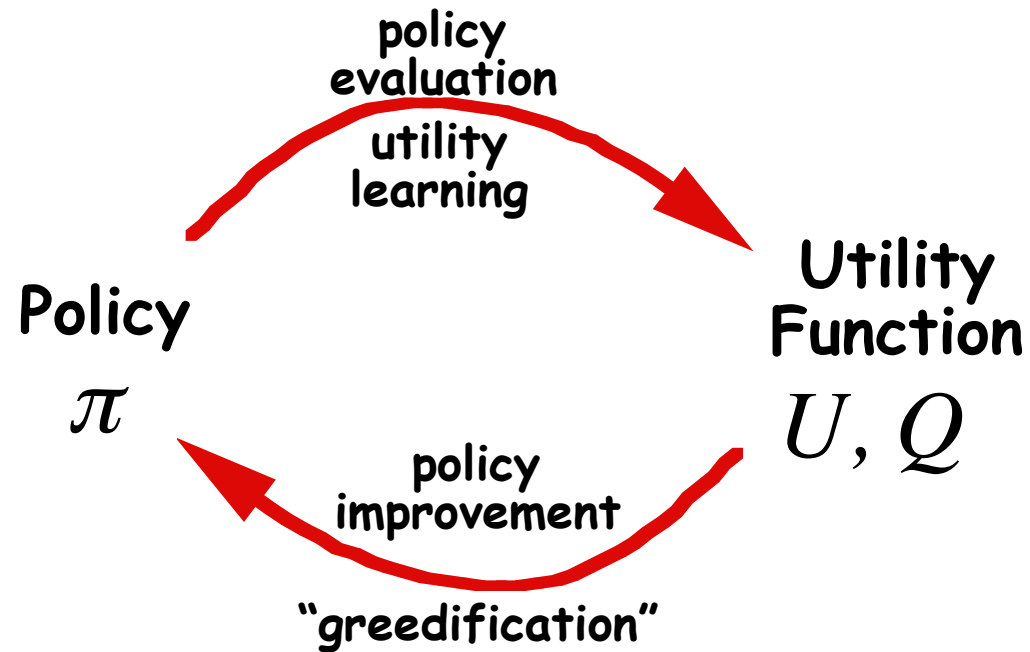 policy
evaluation
utility
learning
Policy
π
Utility
Function
U, Q
policy
improvement
“greedification”